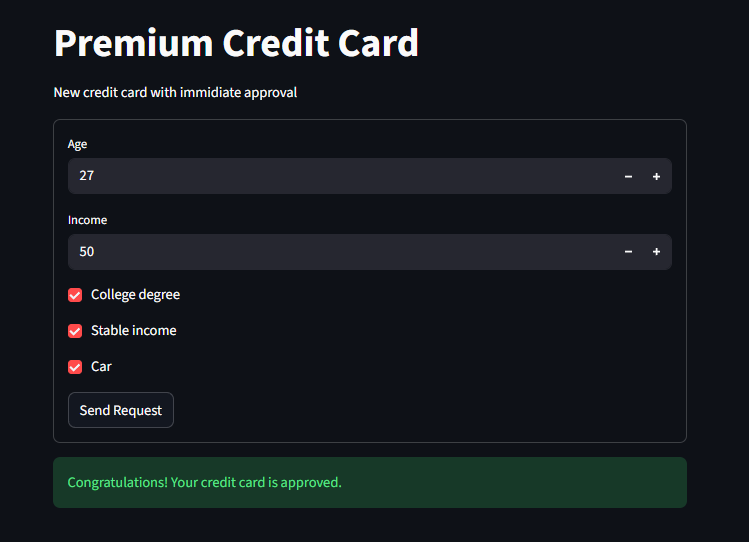 Premium Credit Card
New credit card with immidiate approval
Age
27
Income
50
College degree
Stable income
Car
Send Request
Congratulations! Your credit card is approved.